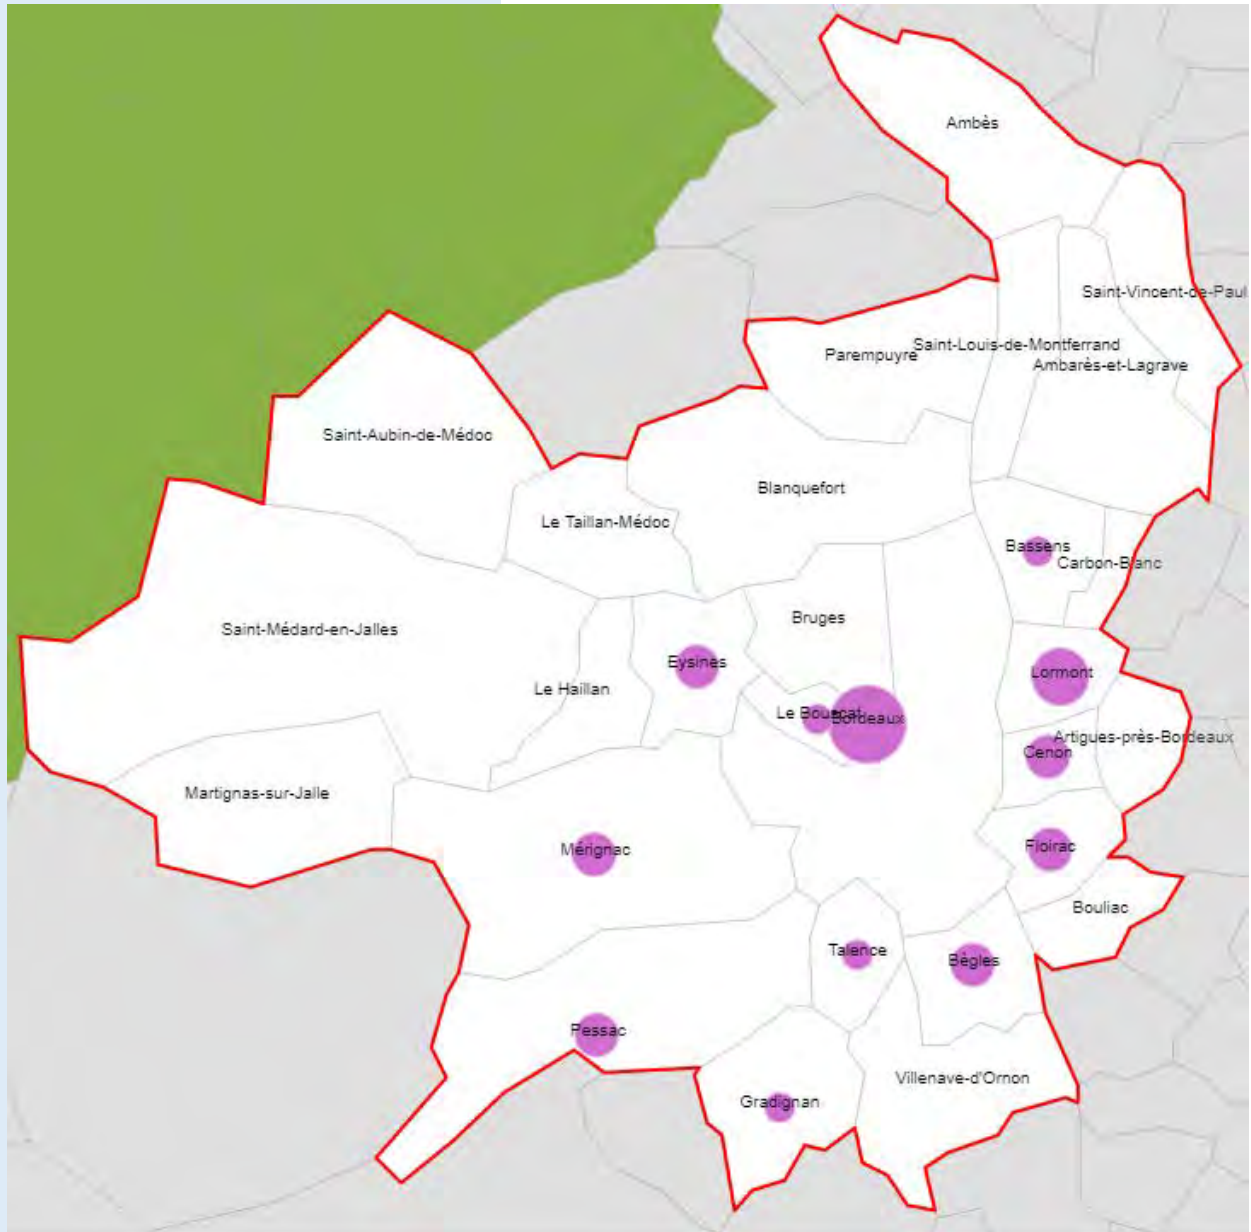 Ambès
Saint-Vincent-de-Paul
Saint-Louis-de-Montferrand
Parempuyre
Ambarès-et-Lagrave
Saint-Aubin-de-Médoc
Blanquefort
Le Taillan-Médoc
Bassens
Carbon-Blanc
Bruges
Saint-Médard-en-Jalles
Eysines
Lormont
Le Haillan
Le Bouscat
Bordeaux
Artigues-près-Bordeaux
Cenon
Martignas-sur-Jalle
Floirac
Mérignac
Bouliac
Talence
Bègles
Pessac
Villenave-d'Ornon
Gradignan